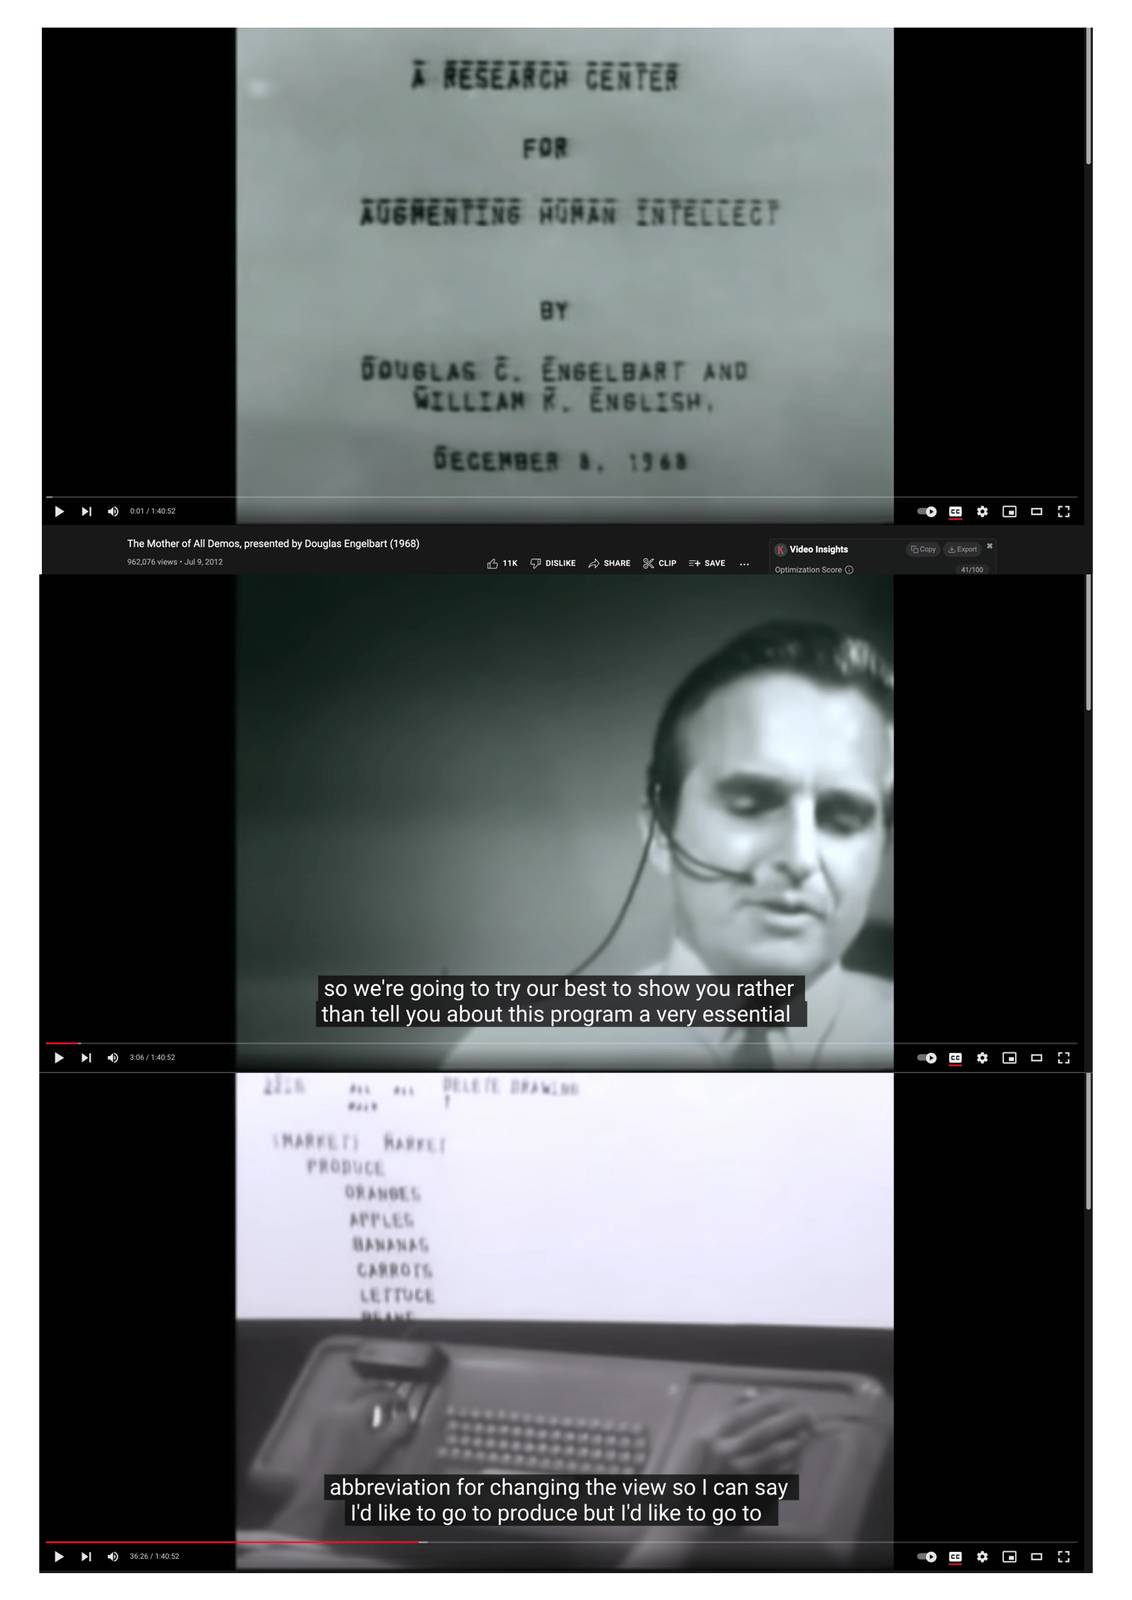 A RESEARCH CENTER
FOR
AUGMENTING HUMAN INTELLECT
BY
DOUGLAS C. ENGELBART AND
WILLIAM K. ENGLISH.
DECEMBER 8, 1968
0:01 / 1:40:52
CC
The Mother of All Demos, presented by Douglas Engelbart (1968)
962,076 views • Jul 9, 2012
11K DISLIKE SHARE CLIP SAVE ...
K Video Insights Copy Export
Optimization Score 41/100
so we're going to try our best to show you rather
than tell you about this program a very essential
3:06 / 1:40:52
CC
DELETE DRAWING
(MARKET) MARKET
PRODUCE
ORANGES
APPLES
BANANAS
CARROTS
LETTUCE
abbreviation for changing the view so I can say
I'd like to go to produce but I'd like to go to
36:26 / 1:40:52
CC